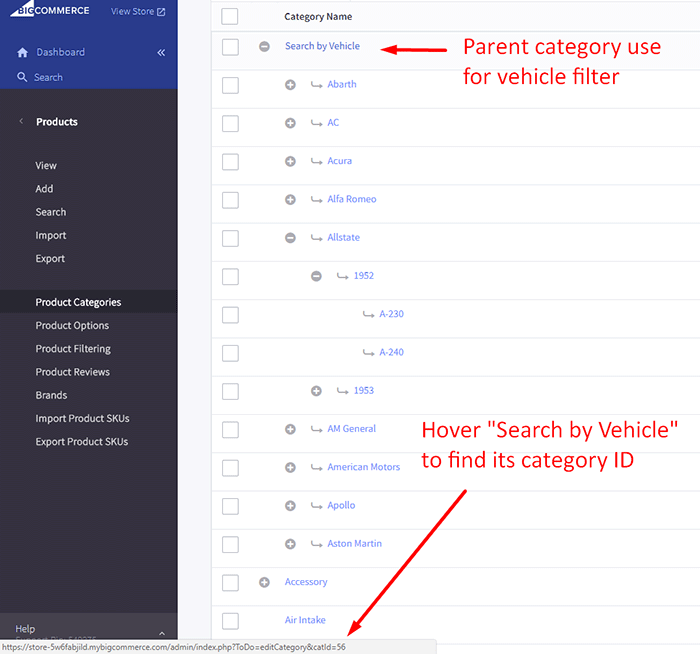 BIGCOMMERCE
View Store
Dashboard
Search
Products
View
Add
Search
Import
Export
Product Categories
Product Options
Product Filtering
Product Reviews
Brands
Import Product SKUs
Export Product SKUs
Help
Category Name
Search by Vehicle
Abarth
AC
Acura
Alfa Romeo
Allstate
1952
A-230
A-240
1953
AM General
American Motors
Apollo
Aston Martin
Accessory
Air Intake
Parent category use
for vehicle filter
Hover "Search by Vehicle"
to find its category ID
https://store-5w6fabjild.mybigcommerce.com/admin/index.php?ToDo=editCategory&catId=56